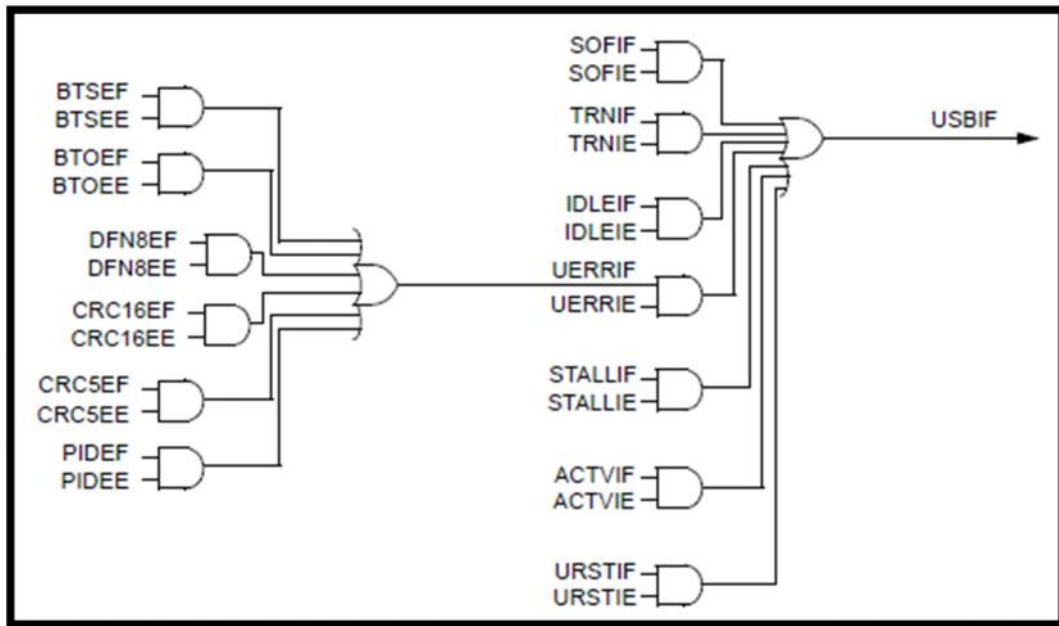 BTSEF
BTSEE
BTOEF
BTOEE
DFN8EF
DFN8EE
CRC16EF
CRC16EE
CRC5EF
CRC5EE
PIDEF
PIDEE
SOFIF
SOFIE
TRNIF
TRNIE
IDLEIF
IDLEIE
UERRIF
UERRIE
STALLIF
STALLIE
ACTVIF
ACTVIE
URSTIF
URSTIE
USBIF